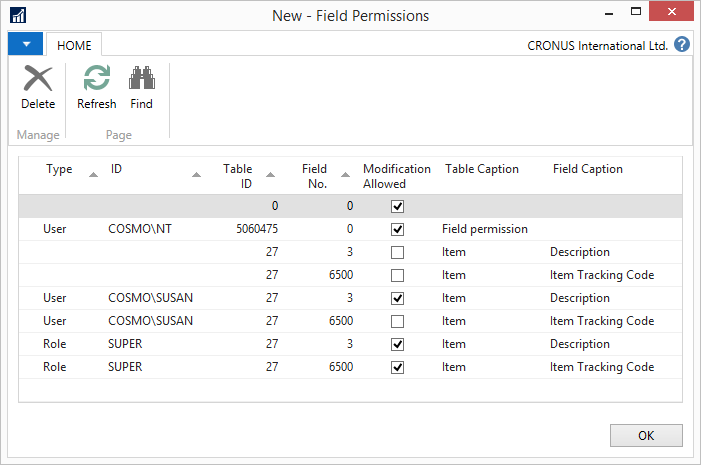 New - Field Permissions
HOME
CRONUS International Ltd. ?
Delete Refresh Find
Manage Page
Type ID Table ID Field No. Modification Allowed Table Caption Field Caption
0 0
User COSMO\NT 5060475 0 Field permission
27 3 Item Description
27 6500 Item Item Tracking Code
User COSMO\SUSAN 27 3 Item Description
User COSMO\SUSAN 27 6500 Item Item Tracking Code
Role SUPER 27 3 Item Description
Role SUPER 27 6500 Item Item Tracking Code
OK